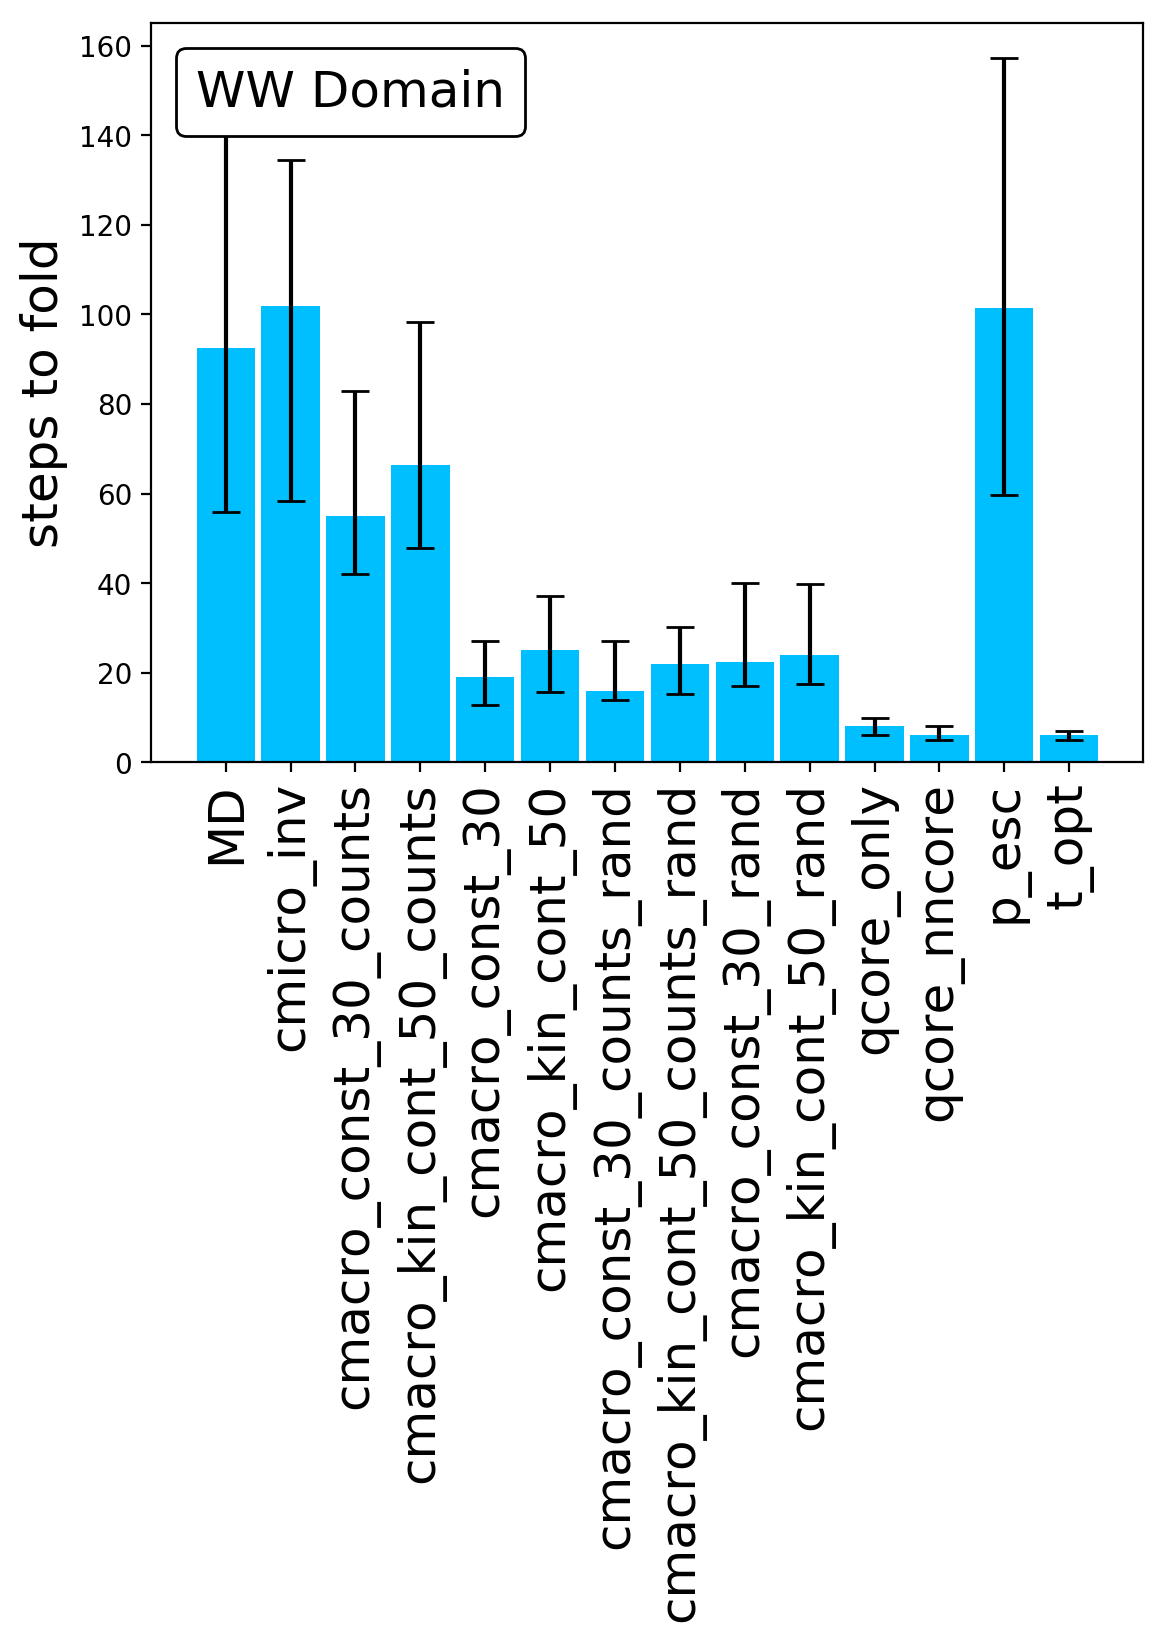 WW Domain
steps to fold
160
140
120
100
80
60
40
20
0
MD
cmicro_inv
cmacro_const_30_counts
cmacro_kin_cont_50_counts
cmacro_const_30
cmacro_kin_cont_50
cmacro_const_30_counts_rand
cmacro_kin_cont_50_counts_rand
cmacro_const_30_rand
cmacro_kin_cont_50_rand
qcore_only
qcore_nncore
p_esc
t_opt